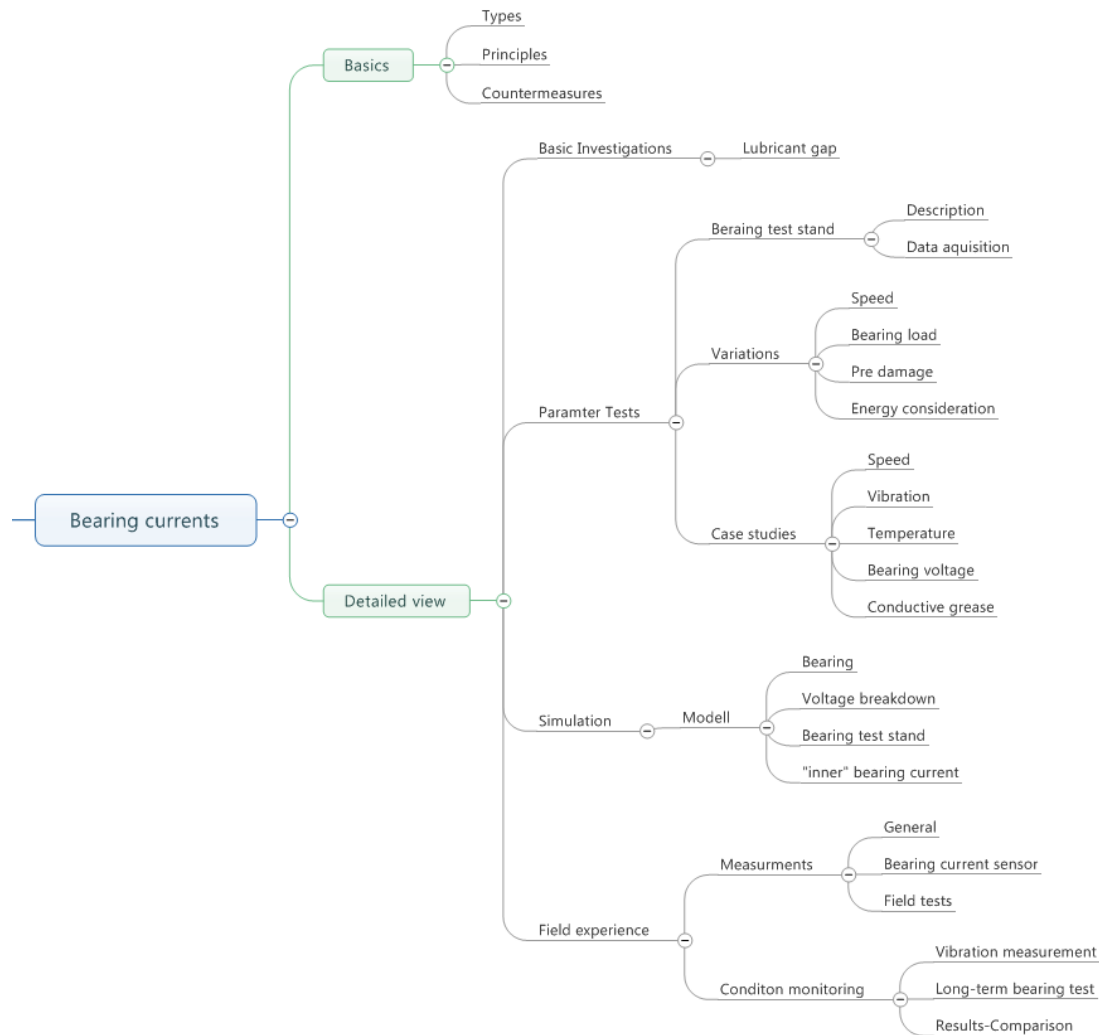 Bearing currents
Basics
Types
Principles
Countermeasures
Detailed view
Basic Investigations
Lubricant gap
Paramter Tests
Beraing test stand
Description
Data aquisition
Variations
Speed
Bearing load
Pre damage
Energy consideration
Case studies
Speed
Vibration
Temperature
Bearing voltage
Conductive grease
Simulation
Modell
Bearing
Voltage breakdown
Bearing test stand
"inner" bearing current
Field experience
Measurments
General
Bearing current sensor
Field tests
Conditon monitoring
Vibration measurement
Long-term bearing test
Results-Comparison